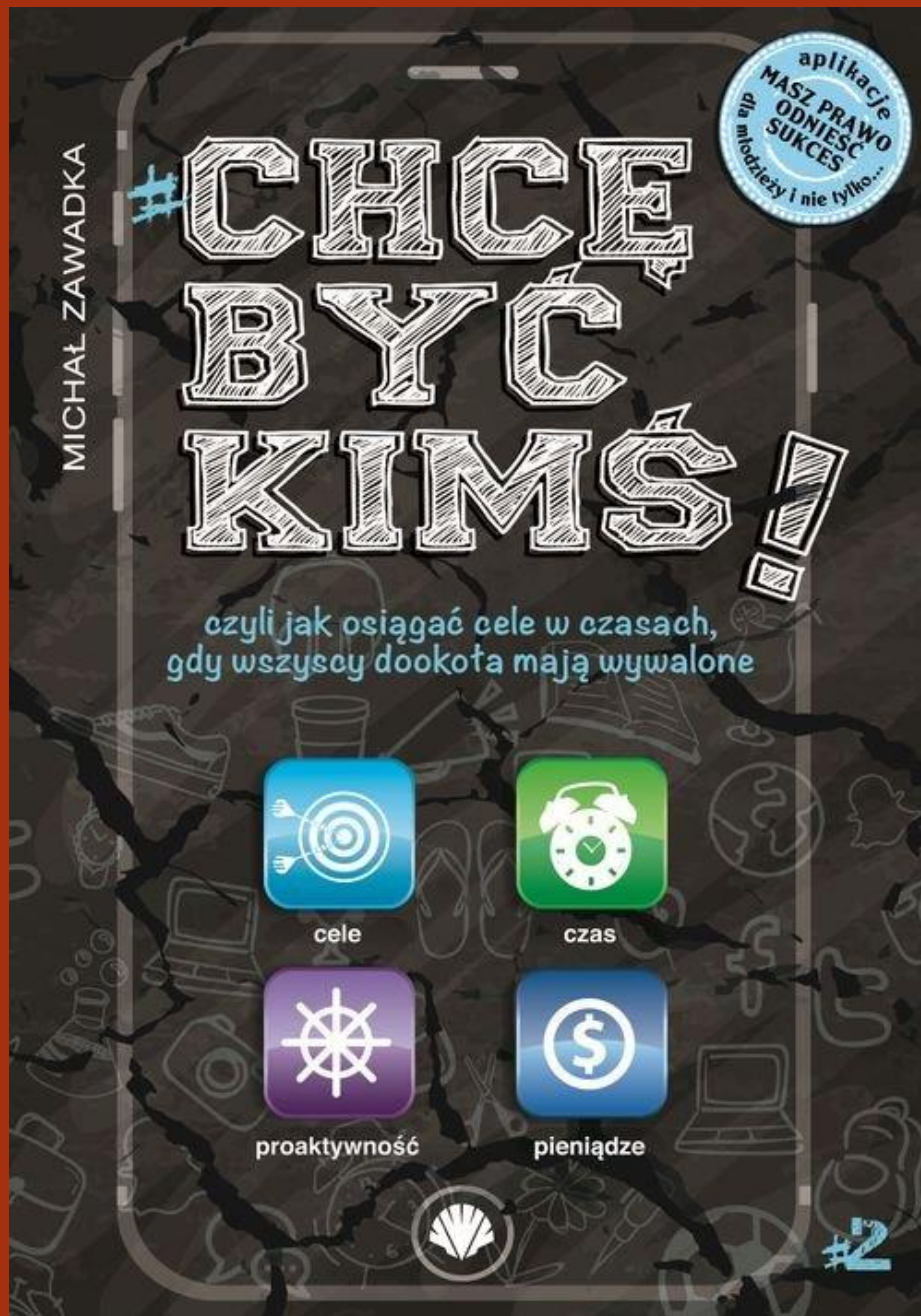 MICHAŁ ZAWADKA
aplikacje
MASZ PRAWO
ODNIEŚĆ
SUKCES
dla młodzieży i nie tylko...
#CHCĘ
BYĆ
KIMŚ!
czyli jak osiągać cele w czasach,
gdy wszyscy dookoła mają wywalone
cele
czas
proaktywność
pieniądze
#2